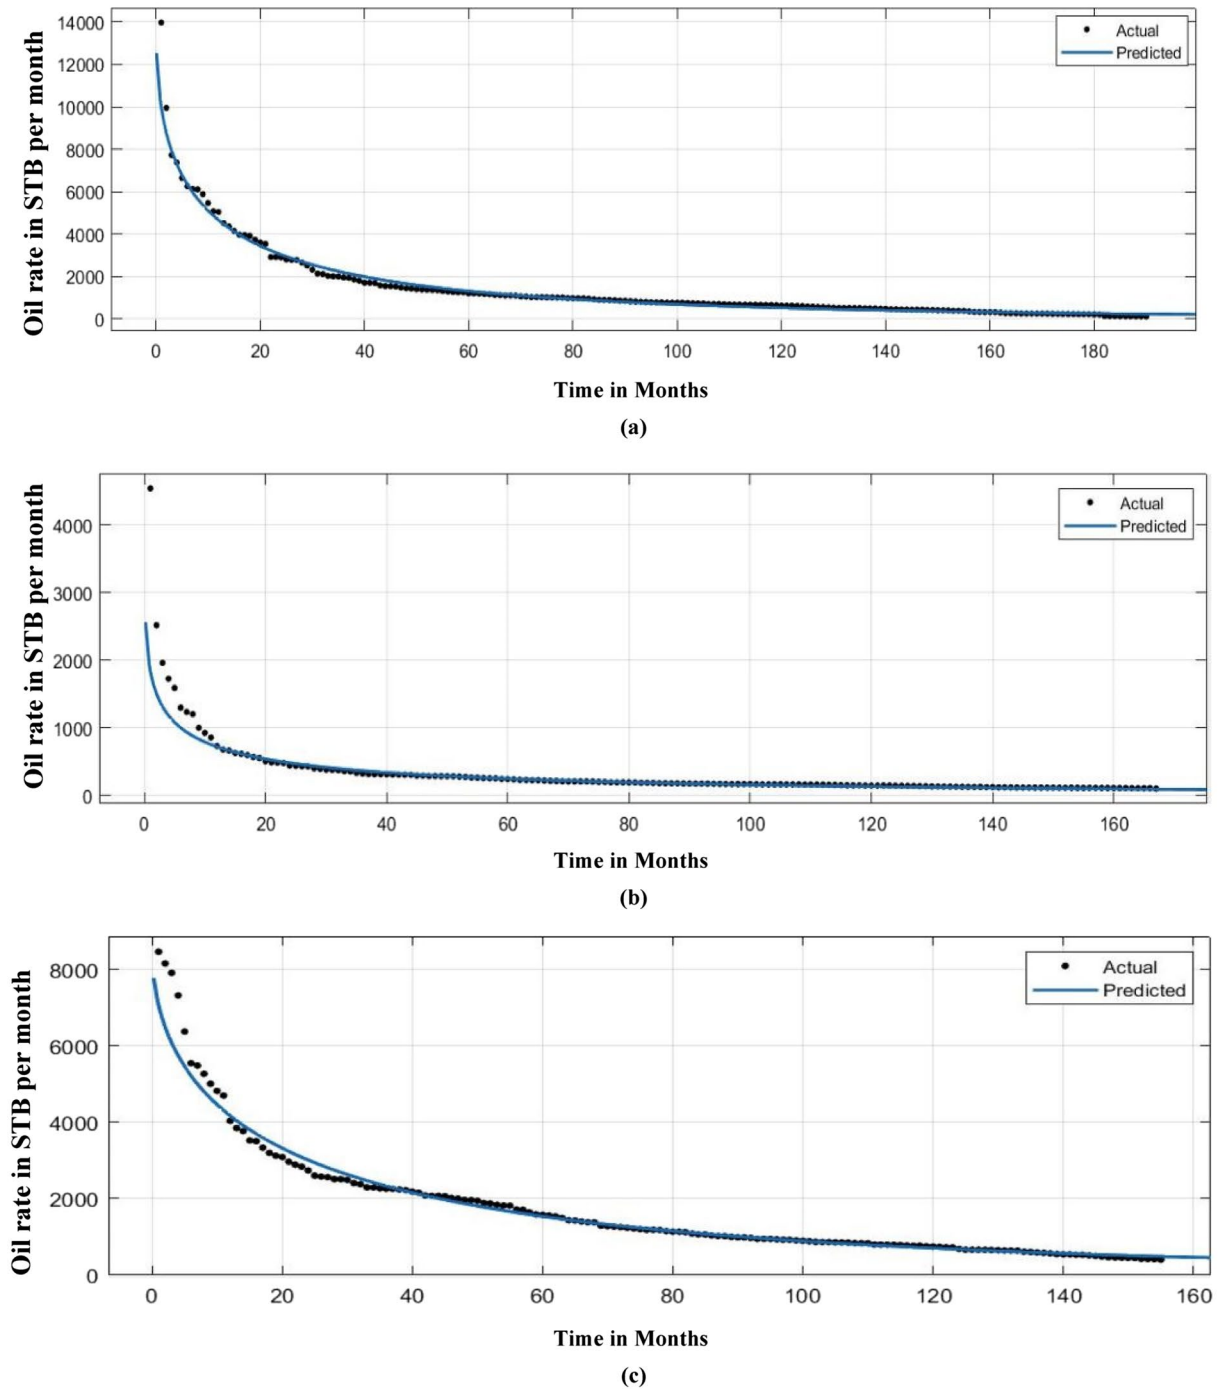 Oil rate in STB per month
14000
12000
10000
8000
6000
4000
2000
0
Actual
Predicted
0 20 40 60 80 100 120 140 160 180
Time in Months
(a)
Oil rate in STB per month
4000
3000
2000
1000
0
Actual
Predicted
0 20 40 60 80 100 120 140 160
Time in Months
(b)
Oil rate in STB per month
8000
6000
4000
2000
0
Actual
Predicted
0 20 40 60 80 100 120 140 160
Time in Months
(c)